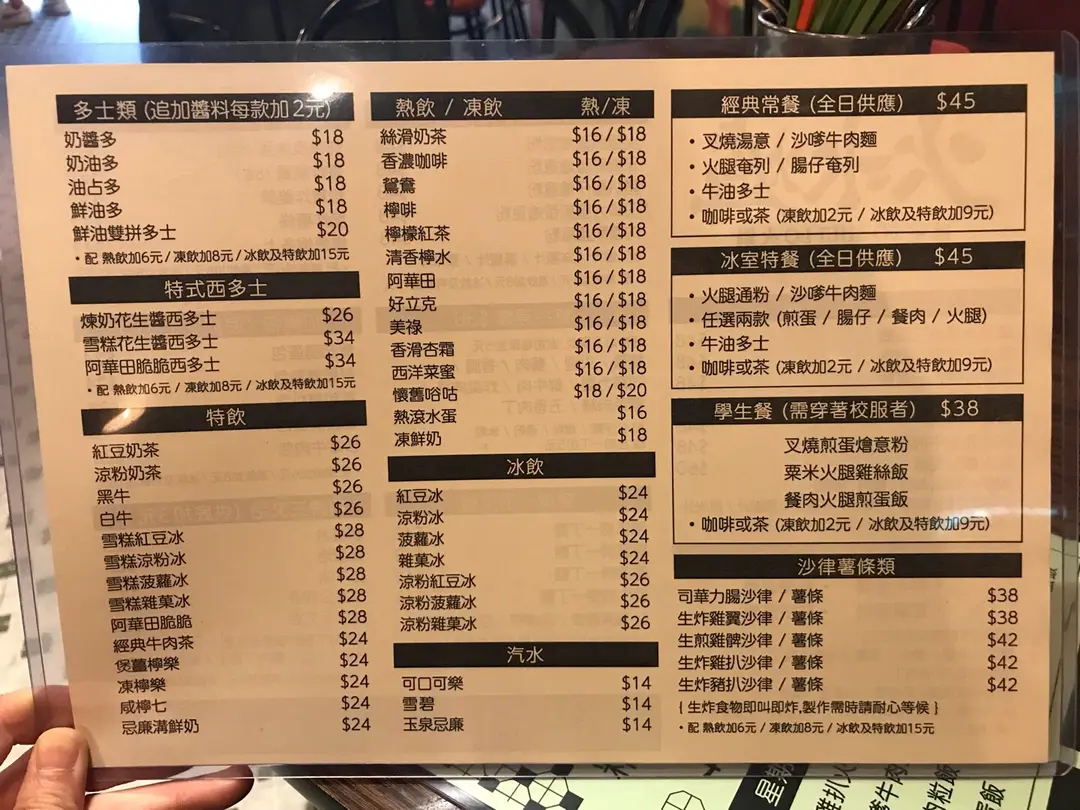 多士類 (追加醬料每款加 2元)
奶醬多 $18
奶油多 $18
油占多 $18
鮮油多 $18
鮮油雙拼多士 $20
・配 熱飲加6元 / 凍飲加8元 / 冰飲及特飲加15元
特式西多士
煉奶花生醬西多士 $26
雪糕花生醬西多士 $34
阿華田脆脆西多士 $34
・配 熱飲加6元 / 凍飲加8元 / 冰飲及特飲加15元
特飲
紅豆奶茶 $26
涼粉奶茶 $26
黑牛 $26
白牛 $26
雪糕紅豆冰 $28
雪糕涼粉冰 $28
雪糕菠蘿冰 $28
雪糕雜菓冰 $28
阿華田脆脆 $28
經典牛肉茶 $24
煲薑檸樂 $24
凍檸樂 $24
咸檸七 $24
忌廉溝鮮奶 $24
熱飲 / 凍飲 熱/凍
絲滑奶茶 $16 / $18
香濃咖啡 $16 / $18
鴛鴦 $16 / $18
檸啡 $16 / $18
檸檬紅茶 $16 / $18
清香檸水 $16 / $18
阿華田 $16 / $18
好立克 $16 / $18
美祿 $16 / $18
香滑杏霜 $16 / $18
西洋菜蜜 $16 / $18
懷舊唂咕 $18 / $20
熱滾水蛋 $16
凍鮮奶 $18
冰飲
紅豆冰 $24
涼粉冰 $24
菠蘿冰 $24
雜菓冰 $24
涼粉紅豆冰 $26
涼粉菠蘿冰 $26
涼粉雜菓冰 $26
汽水
可口可樂 $14
雪碧 $14
玉泉忌廉 $14
經典常餐 (全日供應) $45
・叉燒湯意 / 沙嗲牛肉麵
・火腿奄列 / 腸仔奄列
・牛油多士
・咖啡或茶 (凍飲加2元 / 冰飲及特飲加9元)
冰室特餐 (全日供應) $45
・火腿通粉 / 沙嗲牛肉麵
・任選兩款 (煎蛋 / 腸仔 / 餐肉 / 火腿)
・牛油多士
・咖啡或茶 (凍飲加2元 / 冰飲及特飲加9元)
學生餐 (需穿著校服者) $38
叉燒煎蛋燴意粉
粟米火腿雞絲飯
餐肉火腿煎蛋飯
・咖啡或茶 (凍飲加2元 / 冰飲及特飲加9元)
沙律薯條類
司華力腸沙律 / 薯條 $38
生炸雞翼沙律 / 薯條 $38
生煎雞髀沙律 / 薯條 $42
生炸雞扒沙律 / 薯條 $42
生炸豬扒沙律 / 薯條 $42
{ 生炸食物即叫即炸,製作需時請耐心等候 }
・配 熱飲加6元 / 凍飲加8元 / 冰飲及特飲加15元
星期